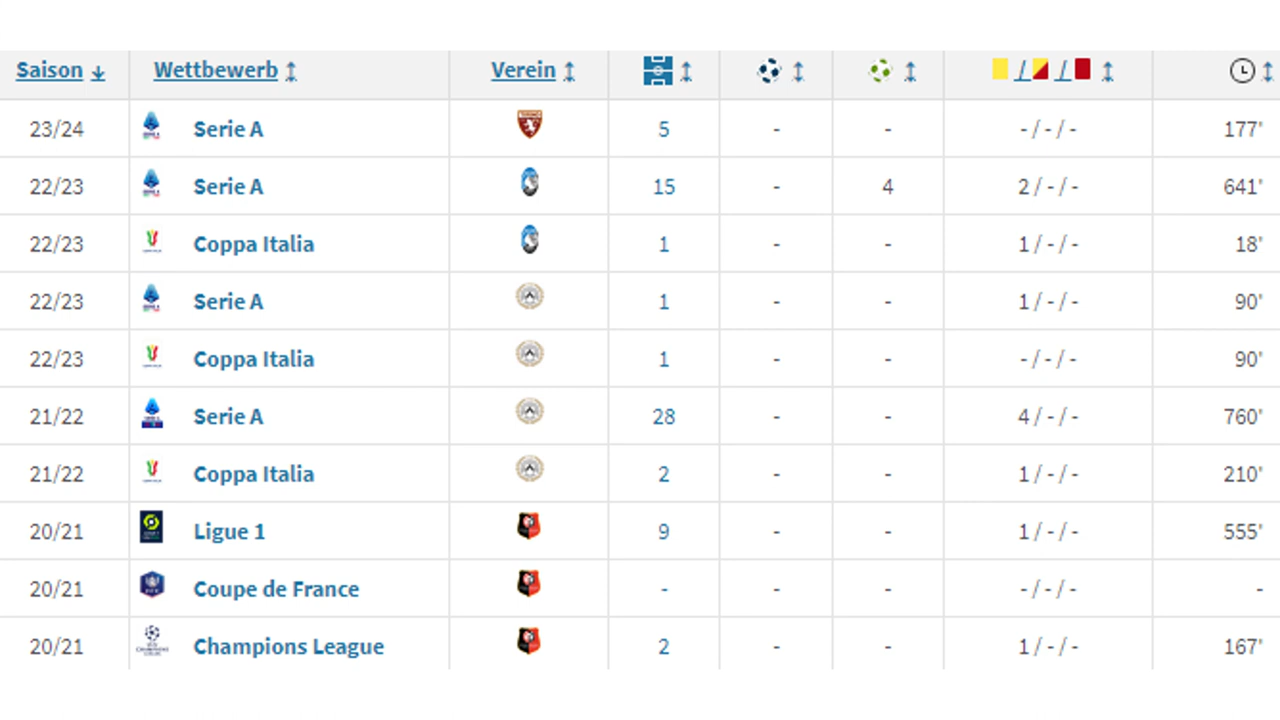 Saison Wettbewerb Verein
23/24 Serie A 5 - - - / - / - 177'
22/23 Serie A 15 - 4 2 / - / - 641'
22/23 Coppa Italia 1 - - 1 / - / - 18'
22/23 Serie A 1 - - 1 / - / - 90'
22/23 Coppa Italia 1 - - - / - / - 90'
21/22 Serie A 28 - - 4 / - / - 760'
21/22 Coppa Italia 2 - - 1 / - / - 210'
20/21 Ligue 1 9 - - 1 / - / - 555'
20/21 Coupe de France - - - - / - / - -
20/21 Champions League 2 - - 1 / - / - 167'